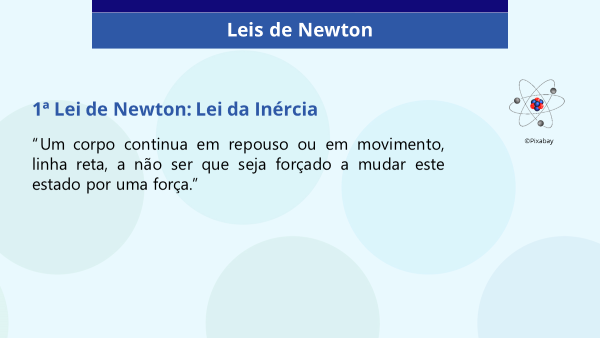 Leis de Newton
1ª Lei de Newton: Lei da Inércia
“Um corpo continua em repouso ou em movimento,
linha reta, a não ser que seja forçado a mudar este
estado por uma força.”
©Pixabay